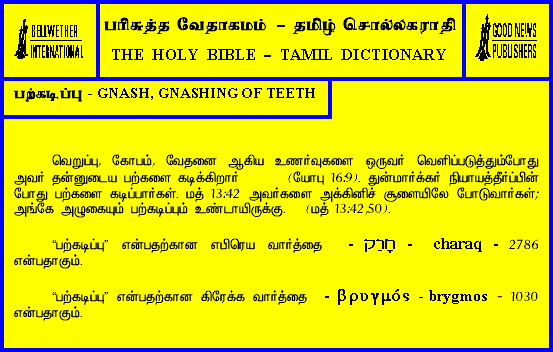 BELLWETHER
INTERNATIONAL
பரிசுத்த வேதாகமம் – தமிழ் சொல்லகராதி
THE HOLY BIBLE – TAMIL DICTIONARY
GOOD NEWS
PUBLISHERS
பற்கடிப்பு - GNASH, GNASHING OF TEETH
வெறுப்பு, கோபம், வேதனை ஆகிய உணர்வுகளை ஒருவர் வெளிப்படுத்தும்போது
அவர் தன்னுடைய பற்களை கடிக்கிறார் (யோபு 16:9). துன்மார்க்கர் நியாயத்தீர்ப்பின்
போது பற்களை கடிப்பார்கள். மத் 13:42 அவர்களை அக்கினிச் சூளையிலே போடுவார்கள்;
அங்கே அழுகையும் பற்கடிப்பும் உண்டாயிருக்கு. (மத் 13:42,50).
“பற்கடிப்பு” என்பதற்கான எபிரெய வார்த்தை - חָרַק - charaq - 2786
என்பதாகும்.
“பற்கடிப்பு” என்பதற்கான கிரேக்க வார்த்தை - βρυγμός - brygmos - 1030
என்பதாகும்.